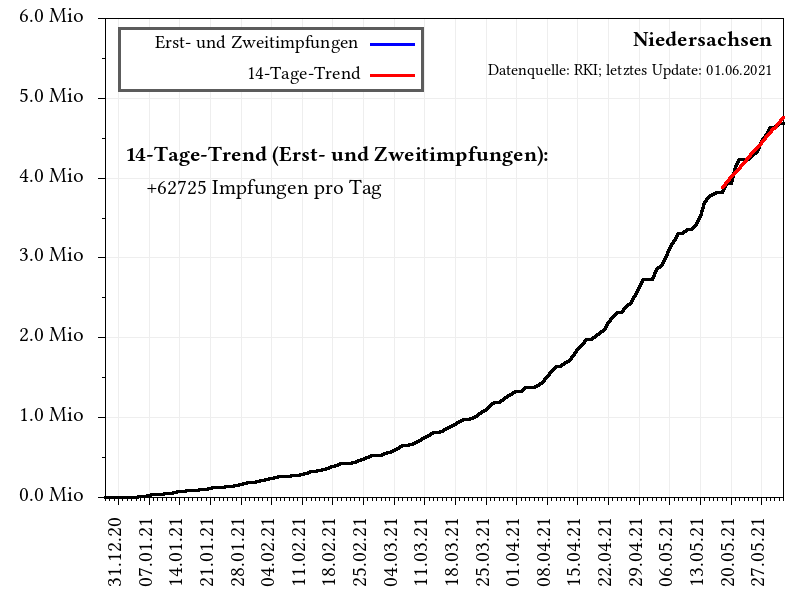 6.0 Mio
5.0 Mio
4.0 Mio
3.0 Mio
2.0 Mio
1.0 Mio
0.0 Mio
Erst- und Zweitimpfungen
14-Tage-Trend
Niedersachsen
Datenquelle: RKI; letztes Update: 01.06.2021
14-Tage-Trend (Erst- und Zweitimpfungen):
+62725 Impfungen pro Tag
31.12.20
07.01.21
14.01.21
21.01.21
28.01.21
04.02.21
11.02.21
18.02.21
25.02.21
04.03.21
11.03.21
18.03.21
25.03.21
01.04.21
08.04.21
15.04.21
22.04.21
29.04.21
06.05.21
13.05.21
20.05.21
27.05.21